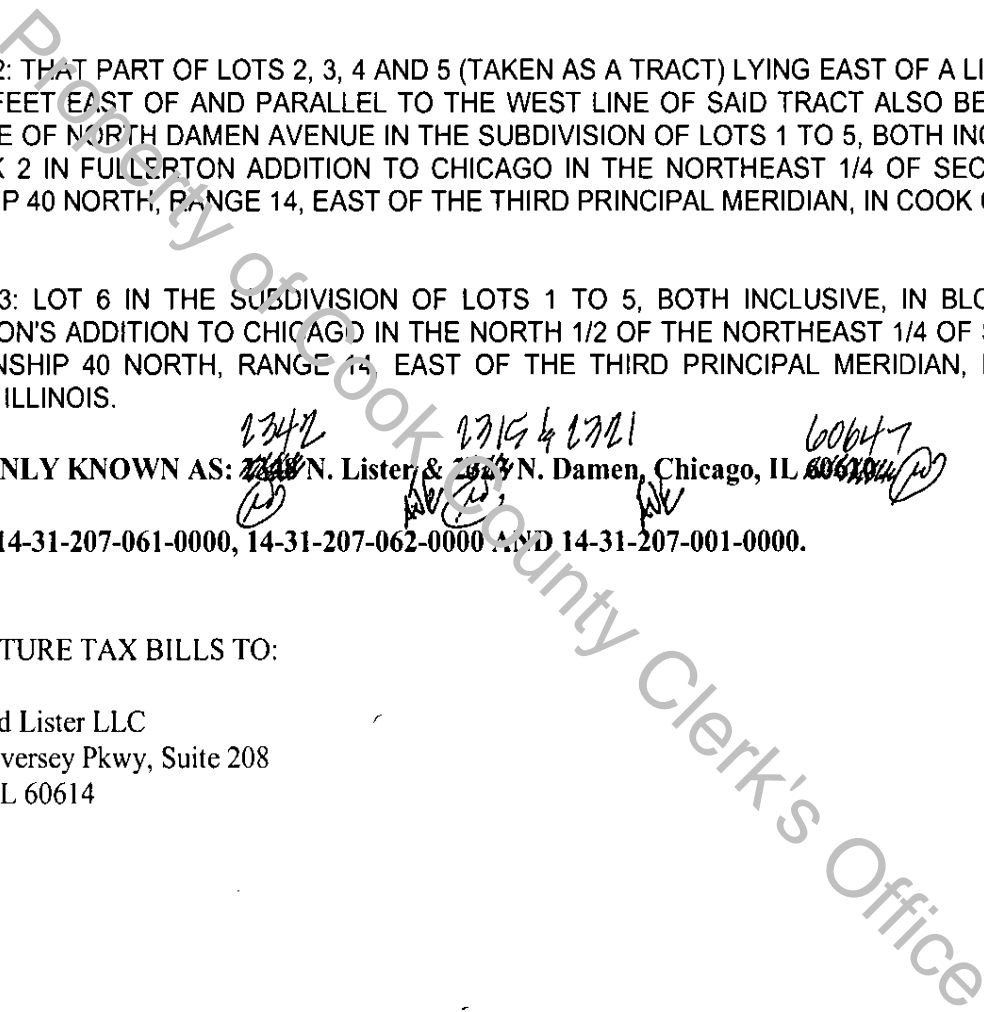 2: THAT PART OF LOTS 2, 3, 4 AND 5 (TAKEN AS A TRACT) LYING EAST OF A LI
FEET EAST OF AND PARALLEL TO THE WEST LINE OF SAID TRACT ALSO BE
E OF NORTH DAMEN AVENUE IN THE SUBDIVISION OF LOTS 1 TO 5, BOTH INC
K 2 IN FULLERTON ADDITION TO CHICAGO IN THE NORTHEAST 1/4 OF SEC
P 40 NORTH, RANGE 14, EAST OF THE THIRD PRINCIPAL MERIDIAN, IN COOK
3: LOT 6 IN THE SUBDIVISION OF LOTS 1 TO 5, BOTH INCLUSIVE, IN BLO
ON'S ADDITION TO CHICAGO IN THE NORTH 1/2 OF THE NORTHEAST 1/4 OF
NSHIP 40 NORTH, RANGE 14, EAST OF THE THIRD PRINCIPAL MERIDIAN,
ILLINOIS.
2342 2315 & 2321 60647
NLY KNOWN AS: N. Lister & N. Damen, Chicago, IL
14-31-207-061-0000, 14-31-207-062-0000 AND 14-31-207-001-0000.
TURE TAX BILLS TO:
d Lister LLC
versey Pkwy, Suite 208
L 60614
Property of Cook County Clerk's Office